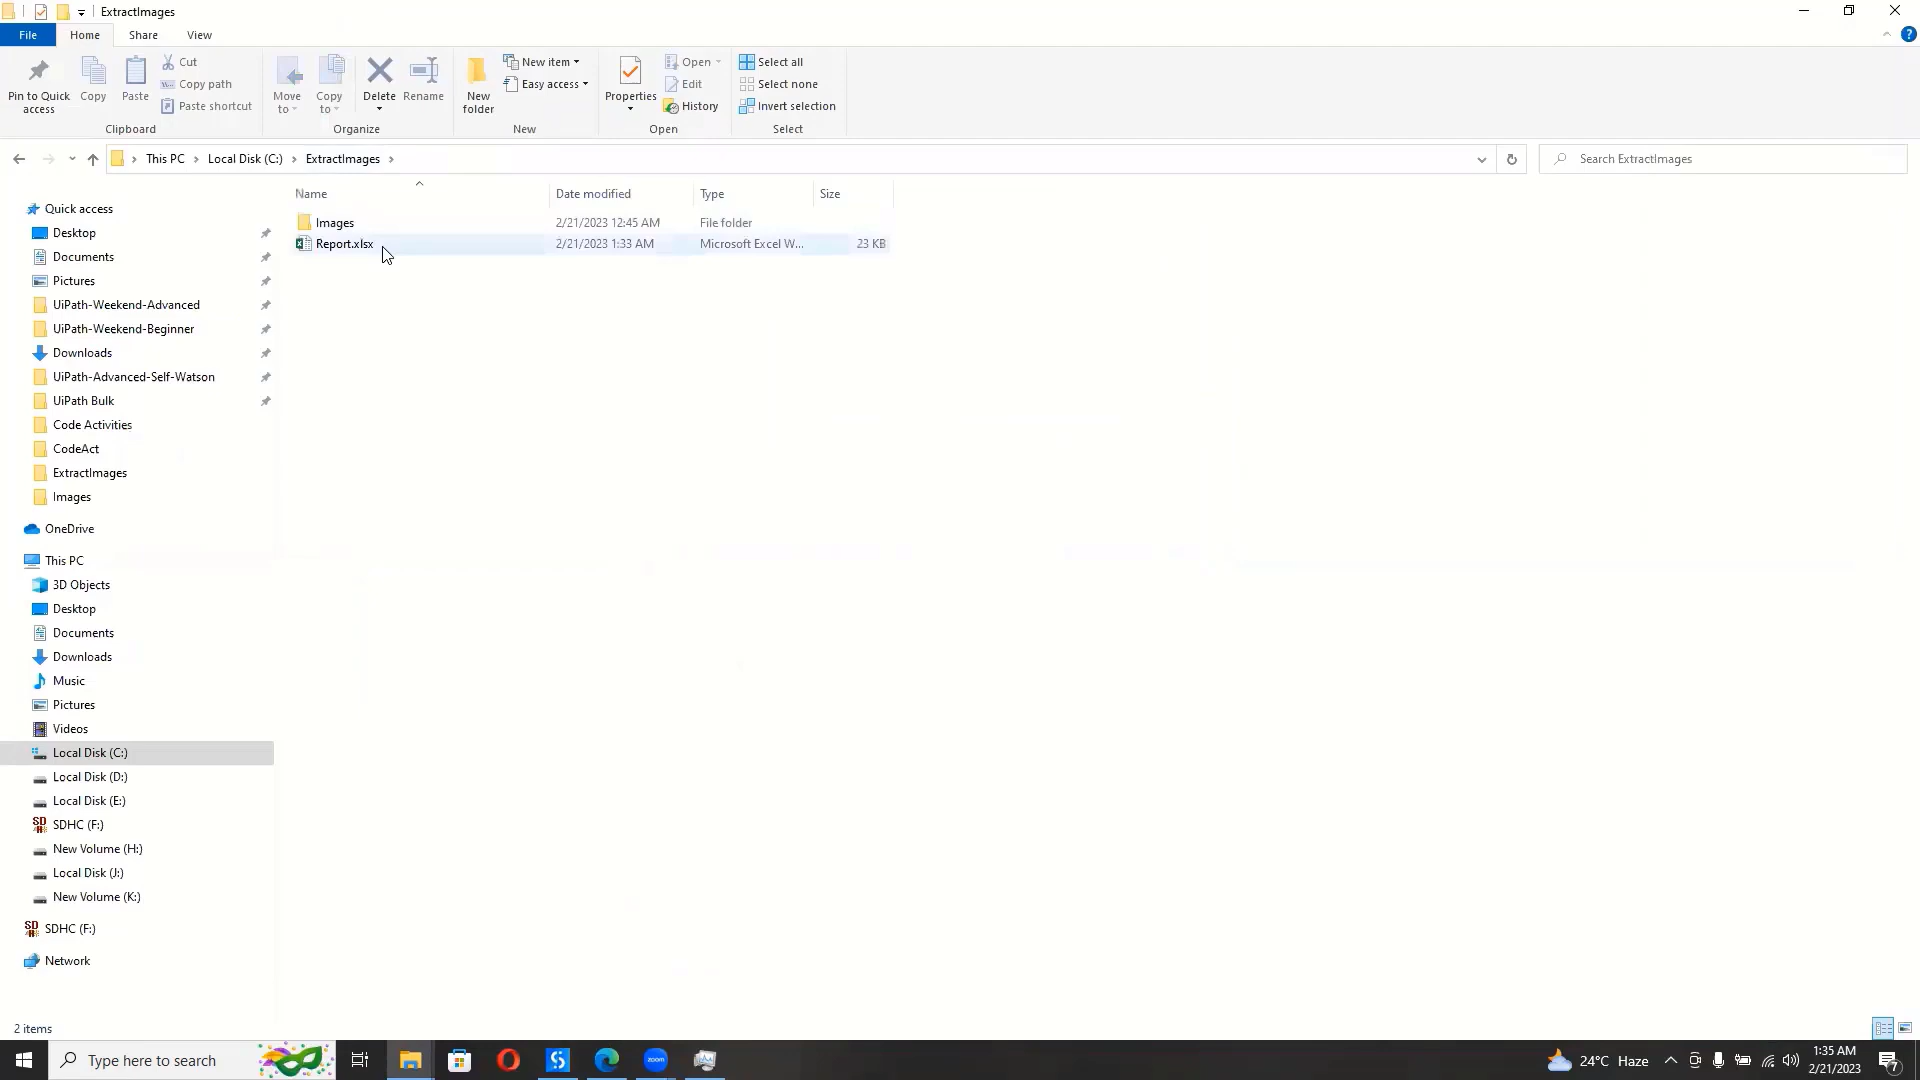 ExtractImages
File Home Share View
Pin to Quick access
Copy
Paste
Cut
Copy path
Paste shortcut
Clipboard
Move to
Copy to
Delete
Rename
Organize
New folder
New item
Easy access
New
Properties
Open
Edit
History
Open
Select all
Select none
Invert selection
Select
This PC Local Disk (C:) ExtractImages
Search ExtractImages
Name Date modified Type Size
Images 2/21/2023 12:45 AM File folder
Report.xlsx 2/21/2023 1:33 AM Microsoft Excel W... 23 KB
Quick access
Desktop
Documents
Pictures
UiPath-Weekend-Advanced
UiPath-Weekend-Beginner
Downloads
UiPath-Advanced-Self-Watson
UiPath Bulk
Code Activities
CodeAct
ExtractImages
Images
OneDrive
This PC
3D Objects
Desktop
Documents
Downloads
Music
Pictures
Videos
Local Disk (C:)
Local Disk (D:)
Local Disk (E:)
SDHC (F:)
New Volume (H:)
Local Disk (J:)
New Volume (K:)
SDHC (F:)
Network
2 items
Type here to search
zoom
24°C Haze
1:35 AM
2/21/2023
7